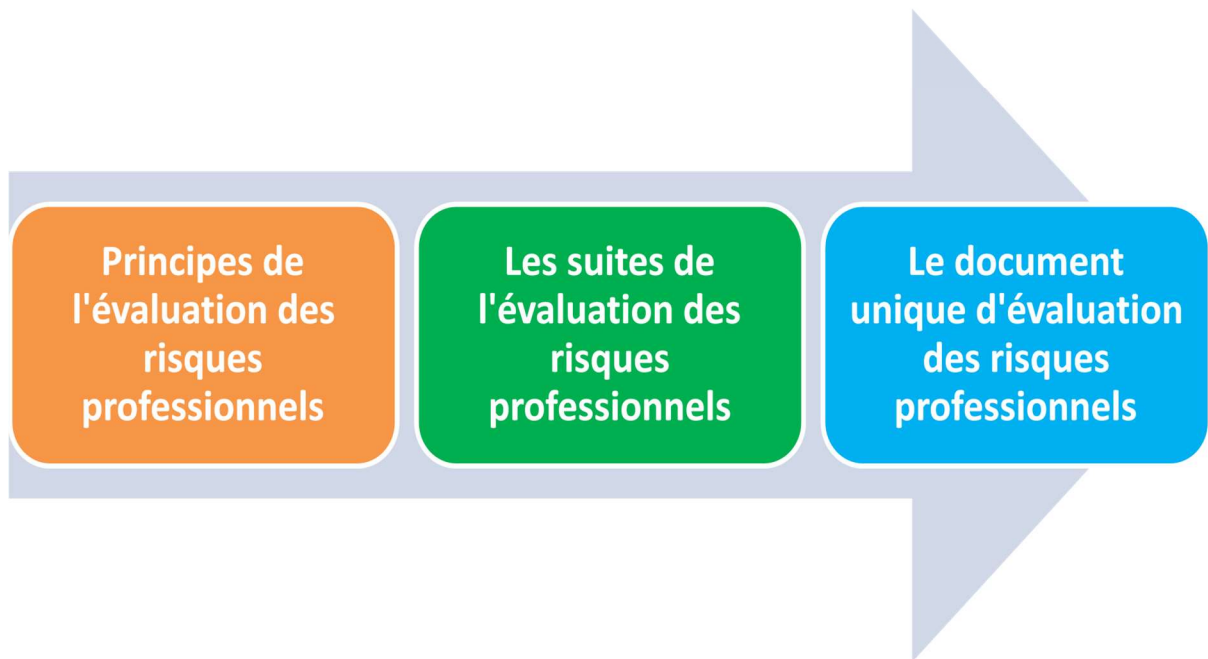 Principes de
l'évaluation des
risques
professionnels
Les suites de
l'évaluation des
risques
professionnels
Le document
unique d'évaluation
des risques
professionnels